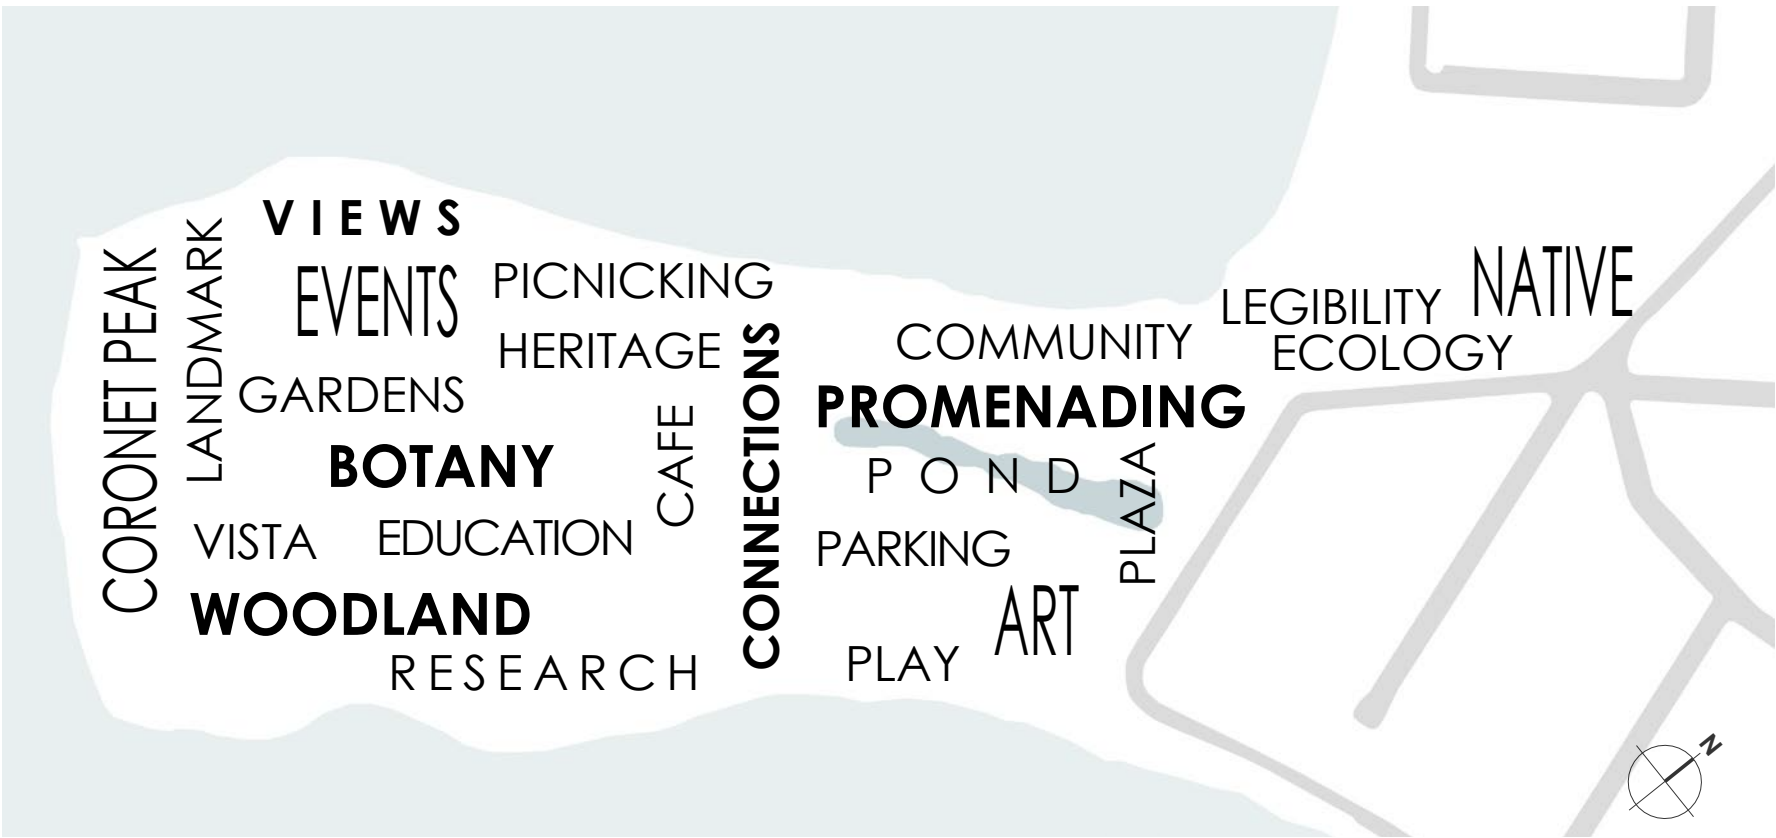 CORONET PEAK
LANDMARK
VIEWS
EVENTS
PICNICKING
HERITAGE
GARDENS
BOTANY
CAFE
VISTA
EDUCATION
WOODLAND
RESEARCH
CONNECTIONS
COMMUNITY
PROMENADING
POND
PLAZA
PARKING
ART
PLAY
LEGIBILITY
NATIVE
ECOLOGY
N